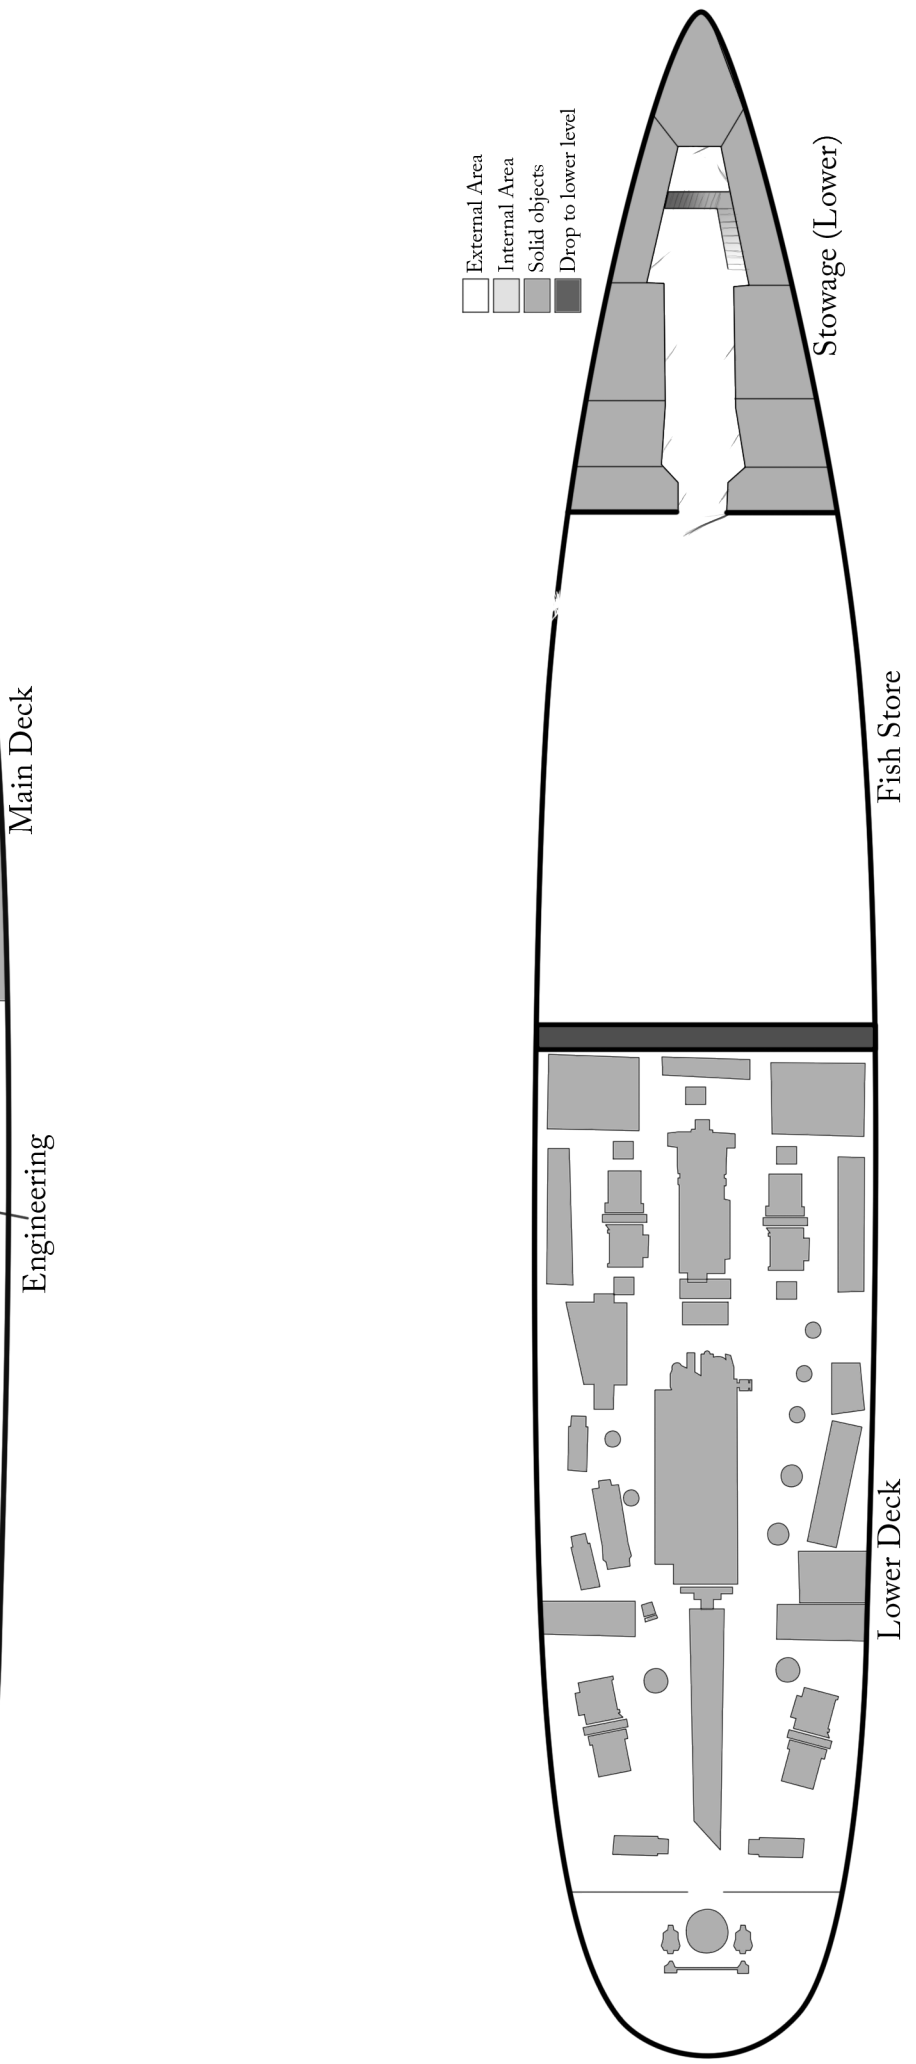 External Area
Internal Area
Solid objects
Drop to lower level
Stowage (Lower)
Main Deck
Fish Store
Engineering
Lower Deck